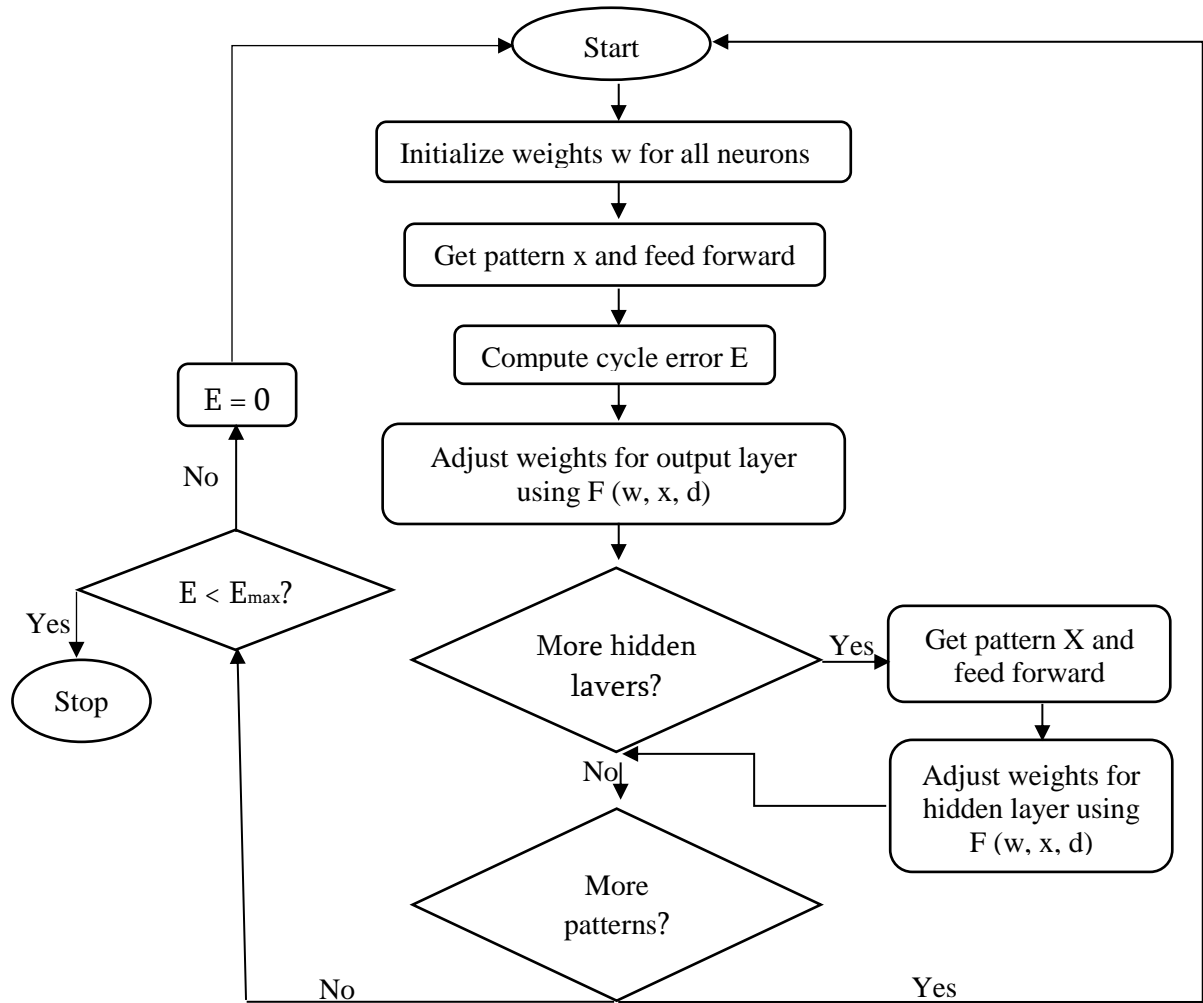 Start
Initialize weights w for all neurons
Get pattern x and feed forward
Compute cycle error E
E = 0
Adjust weights for output layer
using F (w, x, d)
No
E < Emax?
Yes
Stop
More hidden
lavers?
Yes
Get pattern X and
feed forward
No
Adjust weights for
hidden layer using
F (w, x, d)
More
patterns?
No
Yes